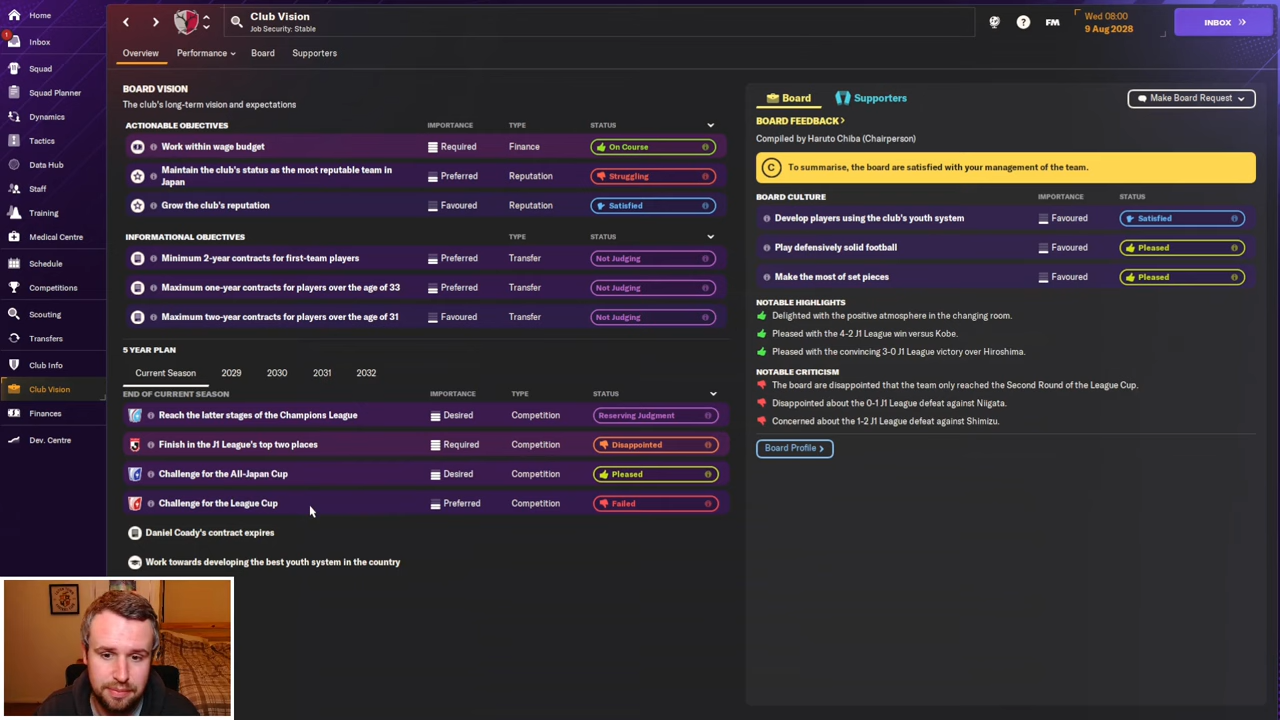 Home
1
Inbox
Squad
Squad Planner
Dynamics
Tactics
Data Hub
Staff
Training
Medical Centre
Schedule
Competitions
Scouting
Transfers
Club Info
Club Vision
Finances
Dev. Centre
Club Vision
Job Security: Stable
FM
Wed 08:00
9 Aug 2028
INBOX
Overview Performance Board Supporters
BOARD VISION
The club's long-term vision and expectations
ACTIONABLE OBJECTIVES IMPORTANCE TYPE STATUS
Work within wage budget Required Finance On Course
Maintain the club's status as the most reputable team in
Japan Preferred Reputation Struggling
Grow the club's reputation Favoured Reputation Satisfied
INFORMATIONAL OBJECTIVES TYPE STATUS
Minimum 2-year contracts for first-team players Preferred Transfer Not Judging
Maximum one-year contracts for players over the age of 33 Preferred Transfer Not Judging
Maximum two-year contracts for players over the age of 31 Favoured Transfer Not Judging
5 YEAR PLAN
Current Season 2029 2030 2031 2032
END OF CURRENT SEASON IMPORTANCE TYPE STATUS
Reach the latter stages of the Champions League Desired Competition Reserving Judgment
Finish in the J1 League's top two places Required Competition Disappointed
Challenge for the All-Japan Cup Desired Competition Pleased
Challenge for the League Cup Preferred Competition Failed
Daniel Coady's contract expires
Work towards developing the best youth system in the country
Board Supporters Make Board Request
BOARD FEEDBACK >
Compiled by Haruto Chiba (Chairperson)
C To summarise, the board are satisfied with your management of the team.
BOARD CULTURE IMPORTANCE STATUS
Develop players using the club's youth system Favoured Satisfied
Play defensively solid football Favoured Pleased
Make the most of set pieces Favoured Pleased
NOTABLE HIGHLIGHTS
Delighted with the positive atmosphere in the changing room.
Pleased with the 4-2 J1 League win versus Kobe.
Pleased with the convincing 3-0 J1 League victory over Hiroshima.
NOTABLE CRITICISM
The board are disappointed that the team only reached the Second Round of the League Cup.
Disappointed about the 0-1 J1 League defeat against Niigata.
Concerned about the 1-2 J1 League defeat against Shimizu.
Board Profile >